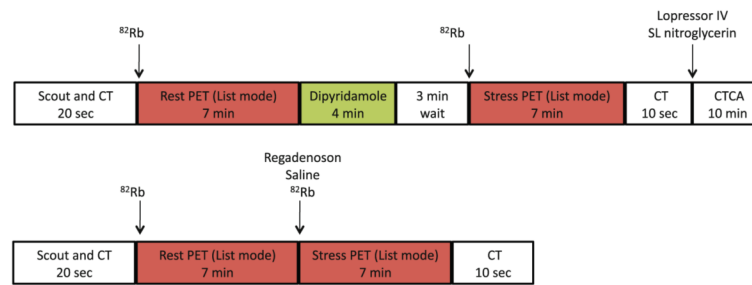 Lopressor IV
SL nitroglycerin
⁸²Rb
⁸²Rb
Scout and CT
20 sec
Rest PET (List mode)
7 min
Dipyridamole
4 min
3 min
wait
Stress PET (List mode)
7 min
CT
10 sec
CTCA
10 min
Regadenoson
Saline
⁸²Rb
⁸²Rb
Scout and CT
20 sec
Rest PET (List mode)
7 min
Stress PET (List mode)
7 min
CT
10 sec